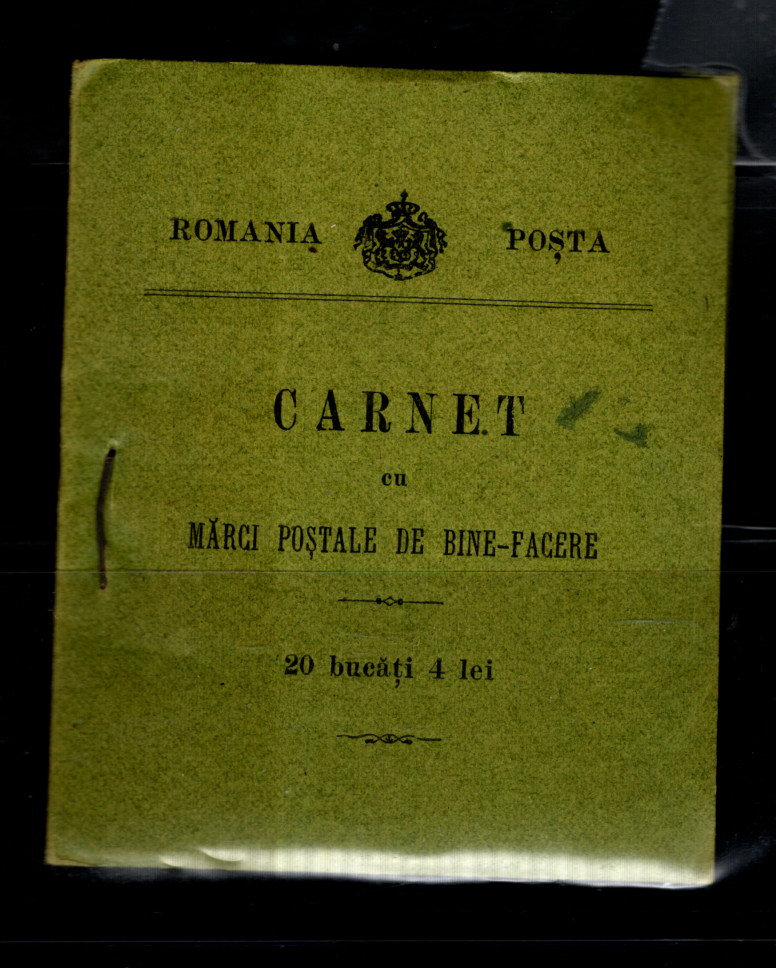 ROMANIA POȘTA
CARNET
cu
MĂRCI POȘTALE DE BINE-FACERE
20 bucăți 4 lei